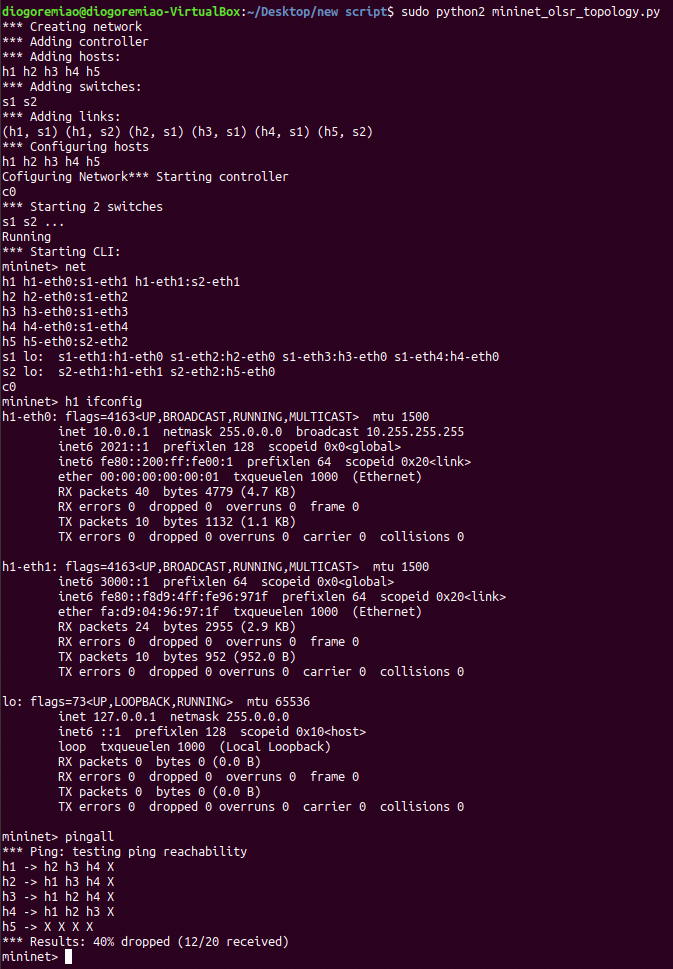 diogoremiao@diogoremiao-VirtualBox:~/Desktop/new script$ sudo python2 mininet_olsr_topology.py
*** Creating network
*** Adding controller
*** Adding hosts:
h1 h2 h3 h4 h5
*** Adding switches:
s1 s2
*** Adding links:
(h1, s1) (h1, s2) (h2, s1) (h3, s1) (h4, s1) (h5, s2)
*** Configuring hosts
h1 h2 h3 h4 h5
Cofiguring Network*** Starting controller
c0
*** Starting 2 switches
s1 s2 ...
Running
*** Starting CLI:
mininet> net
h1 h1-eth0:s1-eth1 h1-eth1:s2-eth1
h2 h2-eth0:s1-eth2
h3 h3-eth0:s1-eth3
h4 h4-eth0:s1-eth4
h5 h5-eth0:s2-eth2
s1 lo:  s1-eth1:h1-eth0 s1-eth2:h2-eth0 s1-eth3:h3-eth0 s1-eth4:h4-eth0
s2 lo:  s2-eth1:h1-eth1 s2-eth2:h5-eth0
c0
mininet> h1 ifconfig
h1-eth0: flags=4163<UP,BROADCAST,RUNNING,MULTICAST>  mtu 1500
inet 10.0.0.1  netmask 255.0.0.0  broadcast 10.255.255.255
inet6 2021::1  prefixlen 128  scopeid 0x0<global>
inet6 fe80::200:ff:fe00:1  prefixlen 64  scopeid 0x20<link>
ether 00:00:00:00:00:01  txqueuelen 1000  (Ethernet)
RX packets 40  bytes 4779 (4.7 KB)
RX errors 0  dropped 0  overruns 0  frame 0
TX packets 10  bytes 1132 (1.1 KB)
TX errors 0  dropped 0 overruns 0  carrier 0  collisions 0
h1-eth1: flags=4163<UP,BROADCAST,RUNNING,MULTICAST>  mtu 1500
inet6 3000::1  prefixlen 64  scopeid 0x0<global>
inet6 fe80::f8d9:4ff:fe96:971f  prefixlen 64  scopeid 0x20<link>
ether fa:d9:04:96:97:1f  txqueuelen 1000  (Ethernet)
RX packets 24  bytes 2955 (2.9 KB)
RX errors 0  dropped 0  overruns 0  frame 0
TX packets 10  bytes 952 (952.0 B)
TX errors 0  dropped 0 overruns 0  carrier 0  collisions 0
lo: flags=73<UP,LOOPBACK,RUNNING>  mtu 65536
inet 127.0.0.1  netmask 255.0.0.0
inet6 ::1  prefixlen 128  scopeid 0x10<host>
loop  txqueuelen 1000  (Local Loopback)
RX packets 0  bytes 0 (0.0 B)
RX errors 0  dropped 0  overruns 0  frame 0
TX packets 0  bytes 0 (0.0 B)
TX errors 0  dropped 0 overruns 0  carrier 0  collisions 0
mininet> pingall
*** Ping: testing ping reachability
h1 -> h2 h3 h4 X
h2 -> h1 h3 h4 X
h3 -> h1 h2 h4 X
h4 -> h1 h2 h3 X
h5 -> X X X X
*** Results: 40% dropped (12/20 received)
mininet>